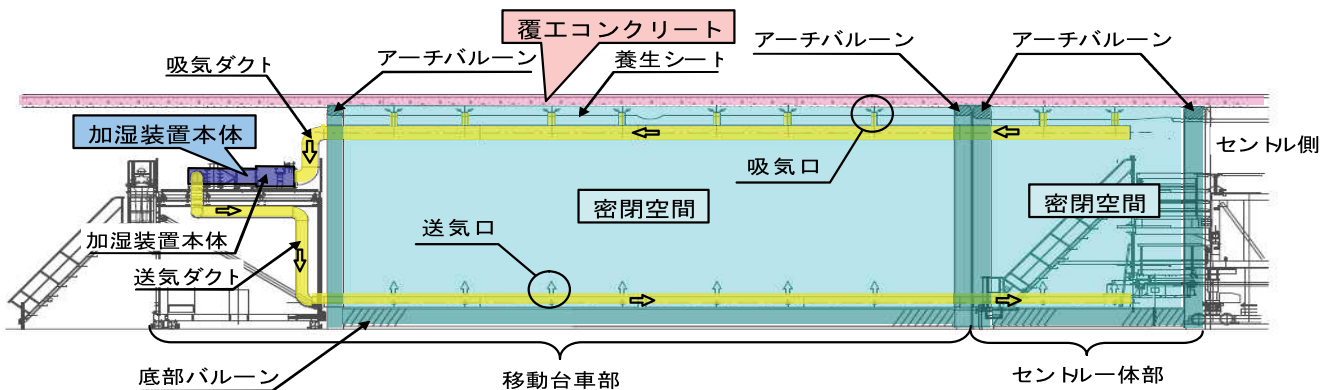 覆工コンクリート
アーチバルーン
アーチバルーン
アーチバルーン
養生シート
吸気ダクト
加湿装置本体
セントル側
吸気口
密閉空間
密閉空間
送気口
加湿装置本体
送気ダクト
底部バルーン
移動台車部
セントル一体部